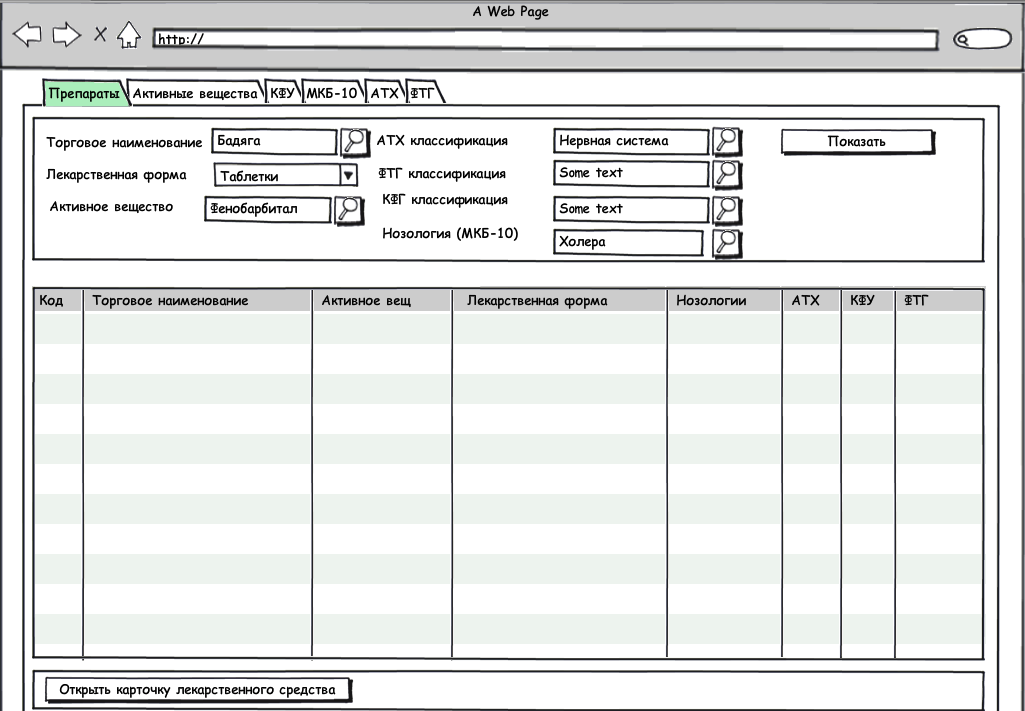 A Web Page
http://
Препараты Активные вещества КФУ МКБ-10 АТХ ФТГ
Торговое наименование Бадяга АТХ классификация Нервная система Показать
Лекарственная форма Таблетки ФТГ классификация Some text
Активное вещество Фенобарбитал КФГ классификация Some text
Нозология (МКБ-10) Холера
Код Торговое наименование Активное вещ Лекарственная форма Нозологии АТХ КФУ ФТГ
Открыть карточку лекарственного средства